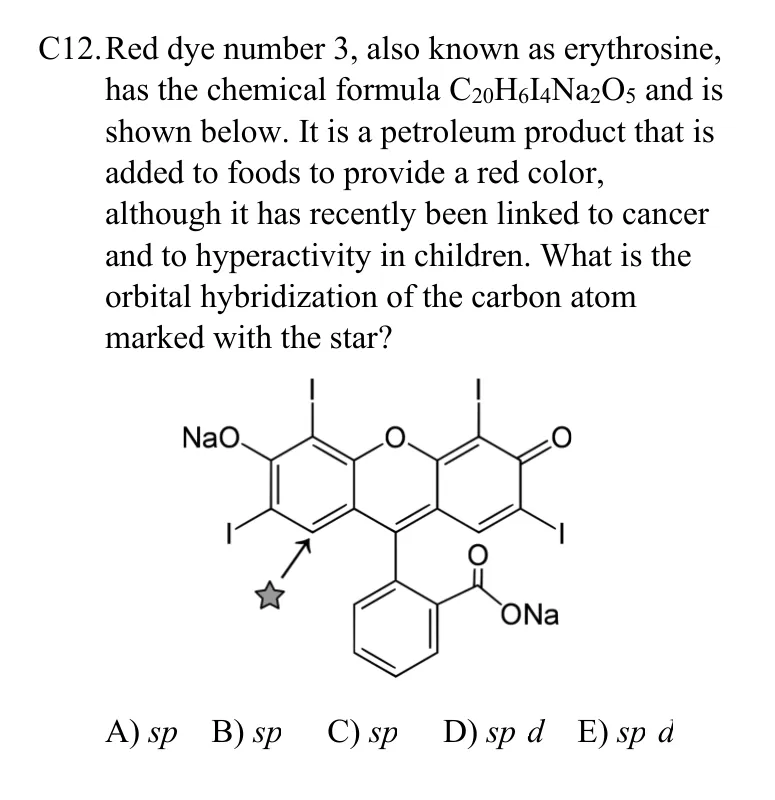 C12. Red dye number 3, also known as erythrosine,
has the chemical formula C20H6I4Na2O5 and is
shown below. It is a petroleum product that is
added to foods to provide a red color,
although it has recently been linked to cancer
and to hyperactivity in children. What is the
orbital hybridization of the carbon atom
marked with the star?
I I
NaO O O
I I
O
ONa
A) sp B) sp C) sp D) sp d E) sp d